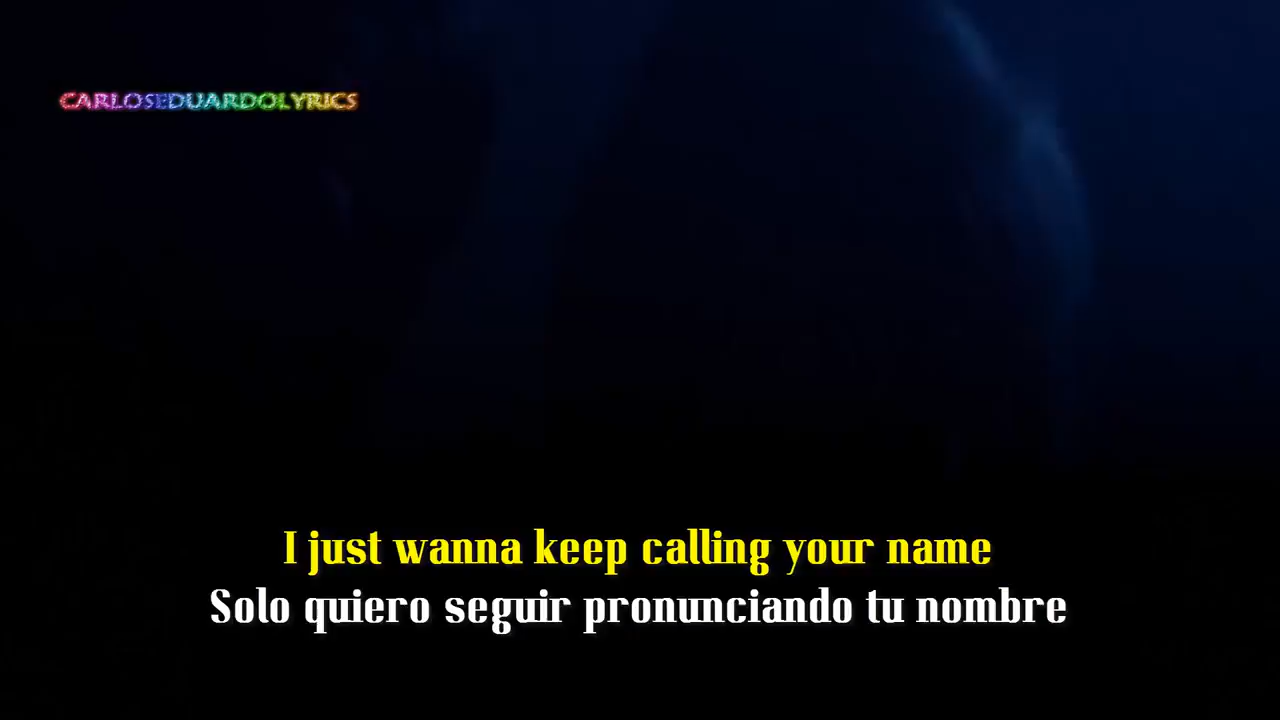 CARLOSEDUARDOLYRICS
I just wanna keep calling your name
Solo quiero seguir pronunciando tu nombre